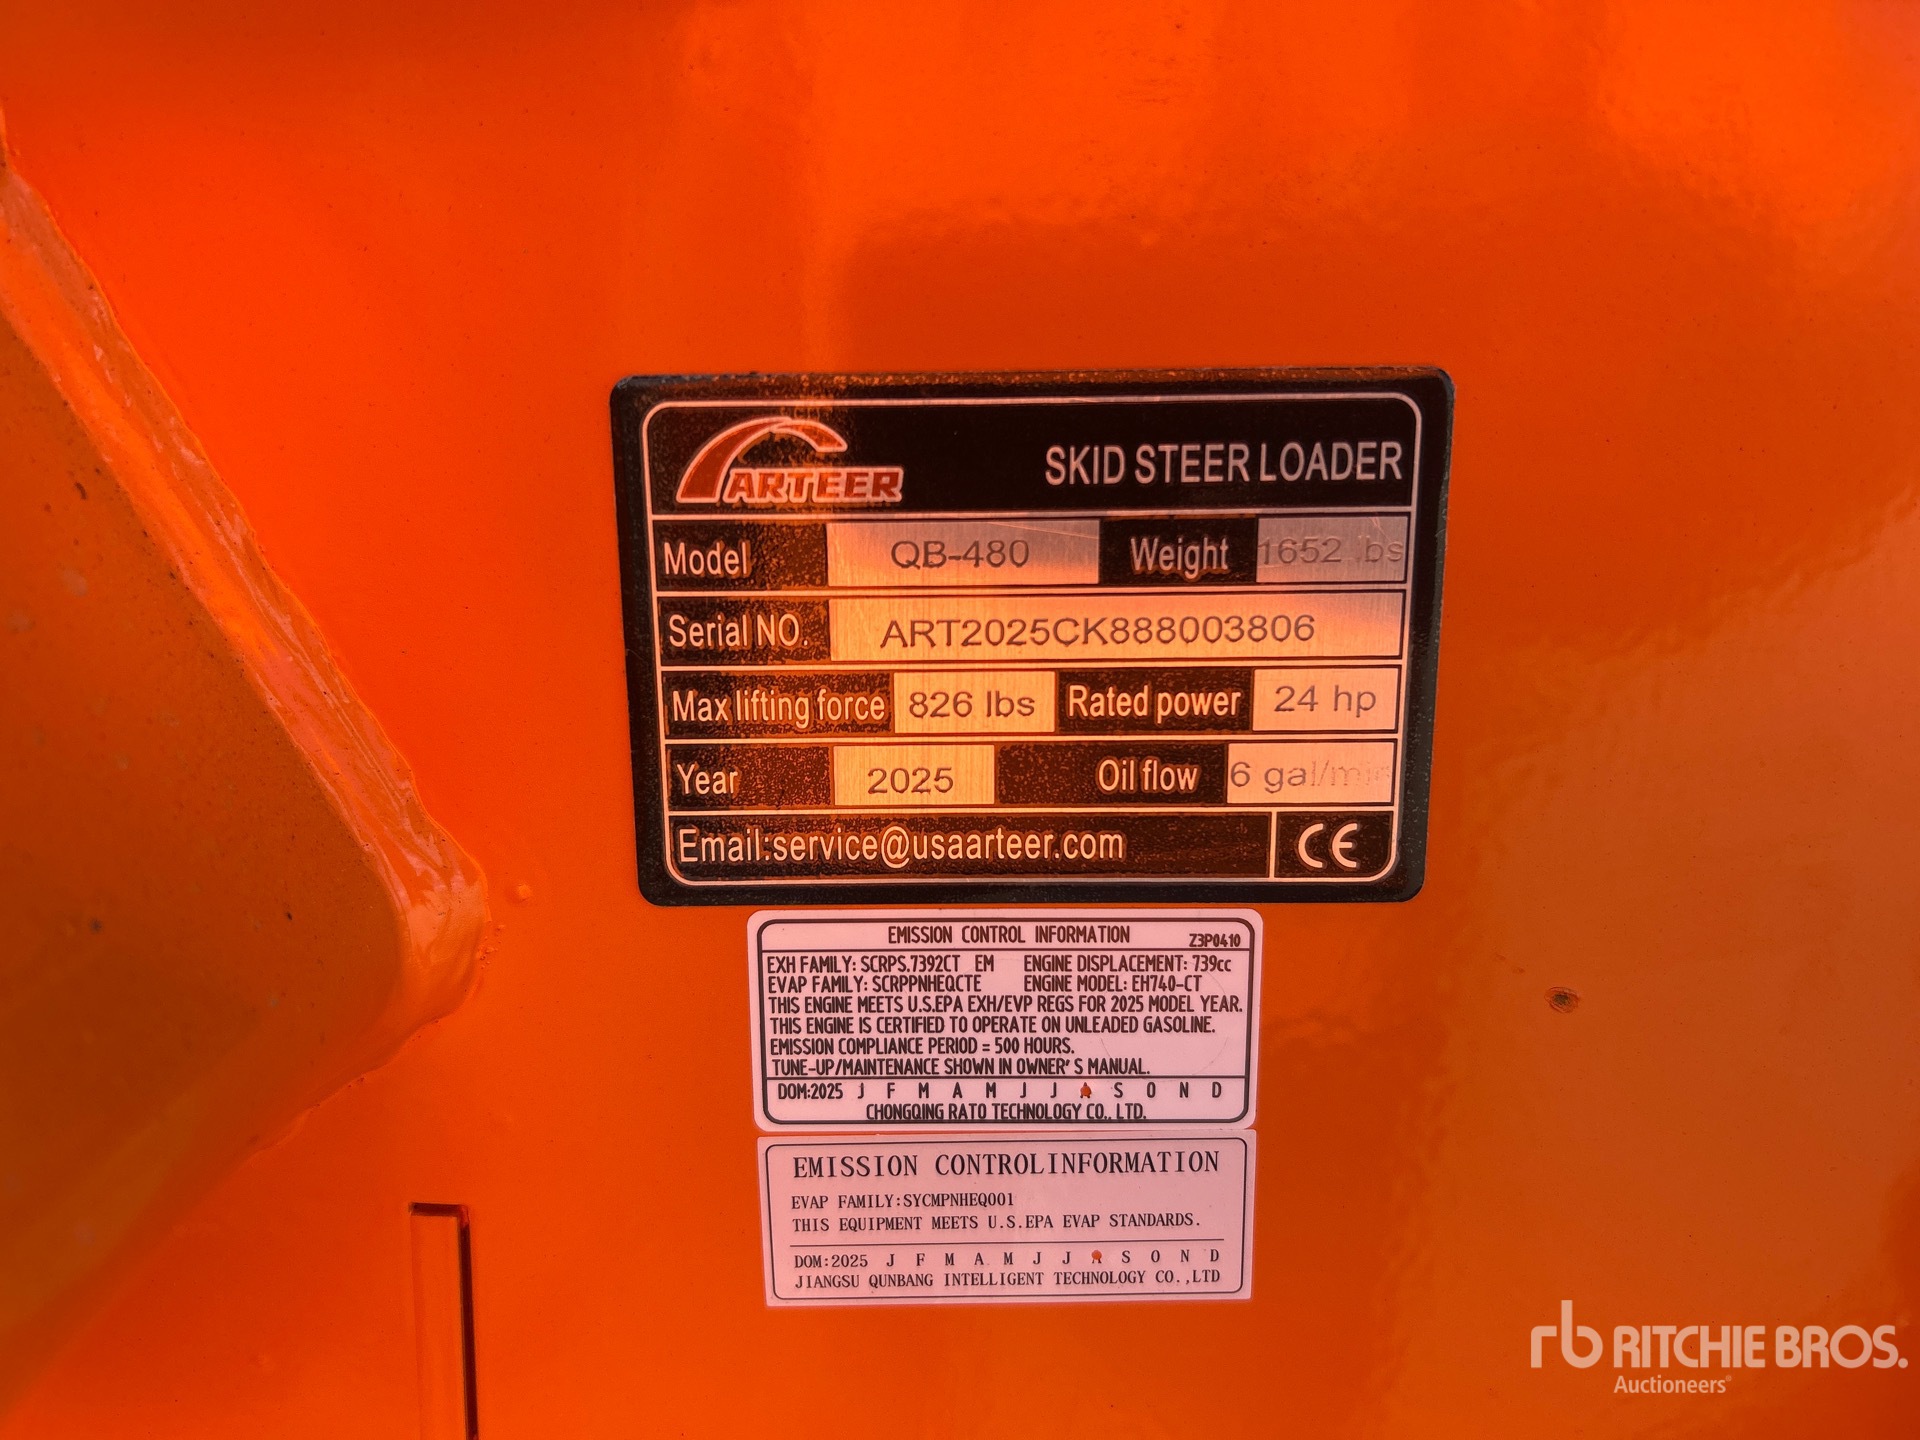 ARTEER SKID STEER LOADER
Model QB-480 Weight 1652 lbs
Serial NO. ART2025CK888003806
Max lifting force 826 lbs Rated power 24 hp
Year 2025 Oil flow 6 gal/min
Email:service@usaarteer.com CE
EMISSION CONTROL INFORMATION Z3P0410
EXH FAMILY: SCRPS.7392CT EM ENGINE DISPLACEMENT: 739cc
EVAP FAMILY: SCRPPNHEQCTE ENGINE MODEL: EH740-CT
THIS ENGINE MEETS U.S.EPA EXH/EVP REGS FOR 2025 MODEL YEAR.
THIS ENGINE IS CERTIFIED TO OPERATE ON UNLEADED GASOLINE.
EMISSION COMPLIANCE PERIOD = 500 HOURS.
TUNE-UP/MAINTENANCE SHOWN IN OWNER'S MANUAL.
DOM:2025 J F M A M J J A S O N D
CHONGQING RATO TECHNOLOGY CO., LTD.
EMISSION CONTROLINFORMATION
EVAP FAMILY:SYCMPNHEQ001
THIS EQUIPMENT MEETS U.S.EPA EVAP STANDARDS.
DOM:2025 J F M A M J J A S O N D
JIANGSU QUNBANG INTELLIGENT TECHNOLOGY CO.,LTD
rb RITCHIE BROS.
Auctioneers